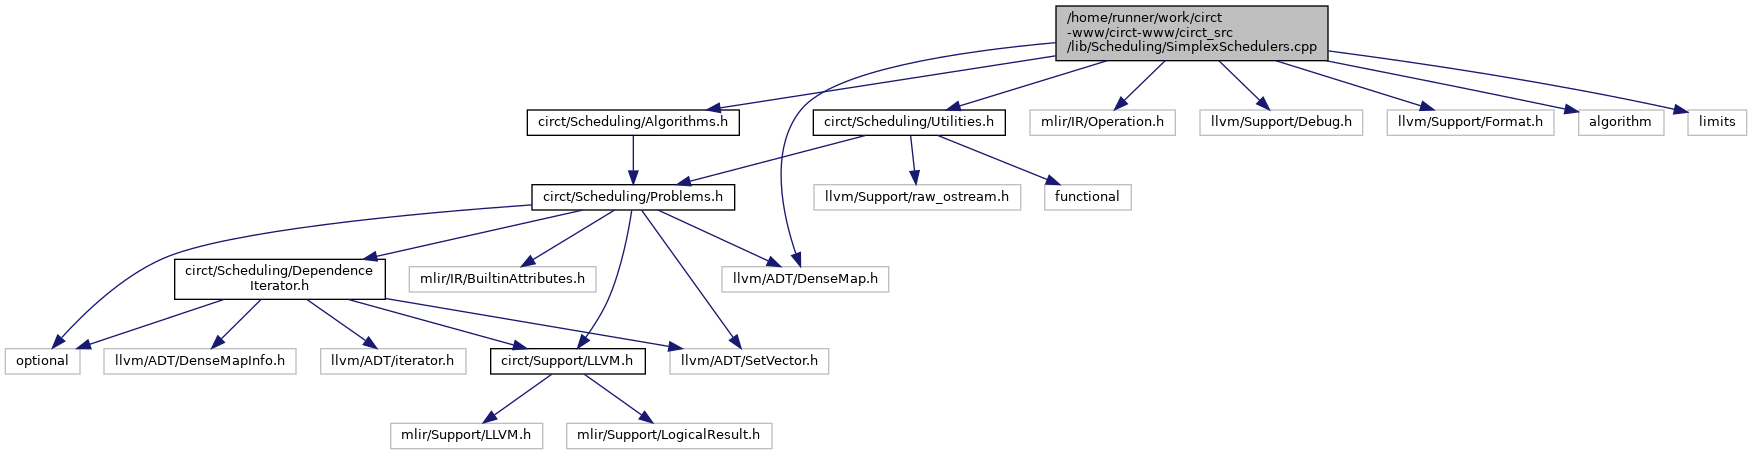 /home/runner/work/circt
-www/circt-www/circt_src
/lib/Scheduling/SimplexSchedulers.cpp
circt/Scheduling/Algorithms.h
circt/Scheduling/Utilities.h
mlir/IR/Operation.h
llvm/Support/Debug.h
llvm/Support/Format.h
algorithm
limits
circt/Scheduling/Problems.h
llvm/Support/raw_ostream.h
functional
circt/Scheduling/Dependence
Iterator.h
mlir/IR/BuiltinAttributes.h
llvm/ADT/DenseMap.h
optional
llvm/ADT/DenseMapInfo.h
llvm/ADT/iterator.h
circt/Support/LLVM.h
llvm/ADT/SetVector.h
mlir/Support/LLVM.h
mlir/Support/LogicalResult.h